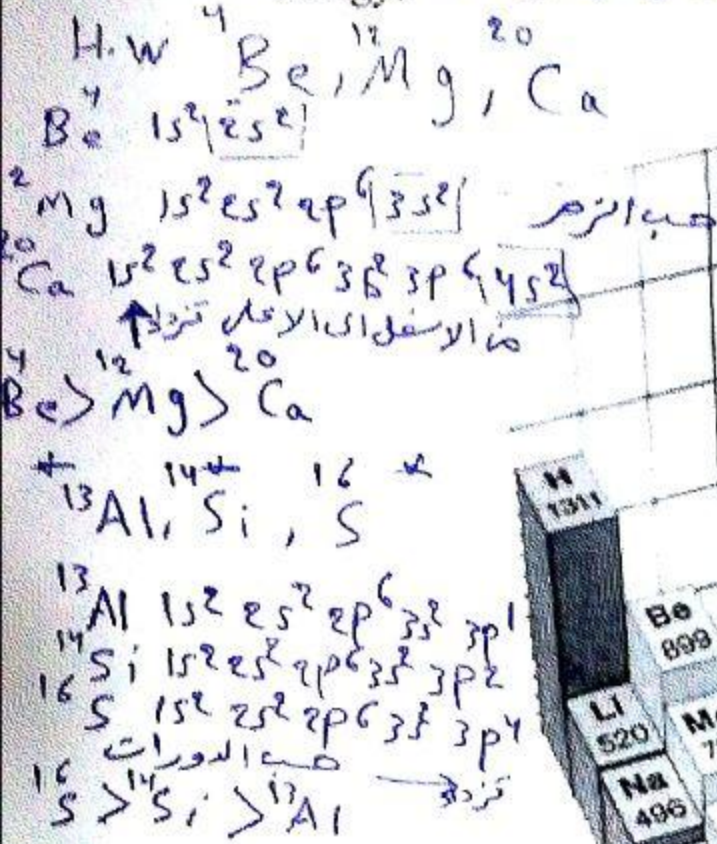 H.W ⁴Be, ¹²Mg, ²⁰Ca
⁴Be 1s² 2s²
²Mg 1s² 2s² 2p⁶ 3s² حسب الزمر
²⁰Ca 1s² 2s² 2p⁶ 3s² 3p⁶ 4s²
من الاسفل الى الاعلى تزداد ↑
⁴Be > ¹²Mg > ²⁰Ca
¹³Al, ¹⁴Si, ¹⁶S
¹³Al 1s² 2s² 2p⁶ 3s² 3p¹
¹⁴Si 1s² 2s² 2p⁶ 3s² 3p2
¹⁶S 1s² 2s² 2p6 3s² 3p⁴
حسب الدورات → تزداد
¹⁶S > ¹⁴Si > ¹³Al
H
1311
Be
899
Li
520
Na
496